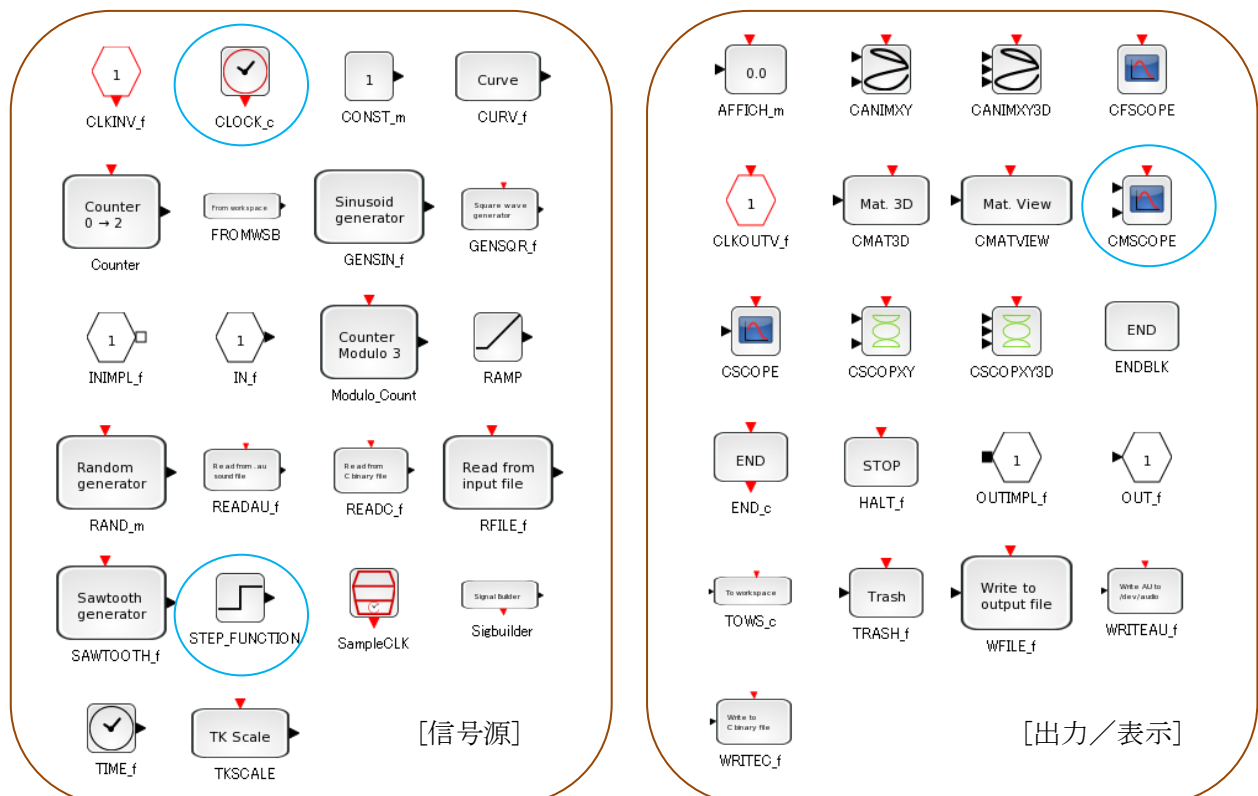 1
CLKINV_f
CLOCK_c
1
CONST_m
Curve
CURV_f
Counter
0 → 2
Counter
From workspace
FROMWSB
Sinusoid
generator
GENSIN_f
Square wave
generator
GENSQR_f
1
INIMPL_f
1
IN_f
Counter
Modulo 3
Modulo_Count
RAMP
Random
generator
RAND_m
Read from .au
sound file
READAU_f
Read from
C binary file
READC_f
Read from
input file
RFILE_f
Sawtooth
generator
SAWTOOTH_f
STEP_FUNCTION
SampleCLK
Signal Builder
Sigbuilder
TIME_f
TK Scale
TKSCALE
[信号源]
0.0
AFFICH_m
CANIMXY
CANIMXY3D
CFSCOPE
1
CLKOUTV_f
Mat. 3D
CMAT3D
Mat. View
CMATVIEW
CMSCOPE
CSCOPE
CSCOPXY
CSCOPXY3D
END
ENDBLK
END
END_c
STOP
HALT_f
1
OUTIMPL_f
1
OUT_f
To workspace
TOWS_c
Trash
TRASH_f
Write to
output file
WFILE_f
Write AU to
/dev/audio
WRITEAU_f
Write to
C binary file
WRITEC_f
[出力／表示]